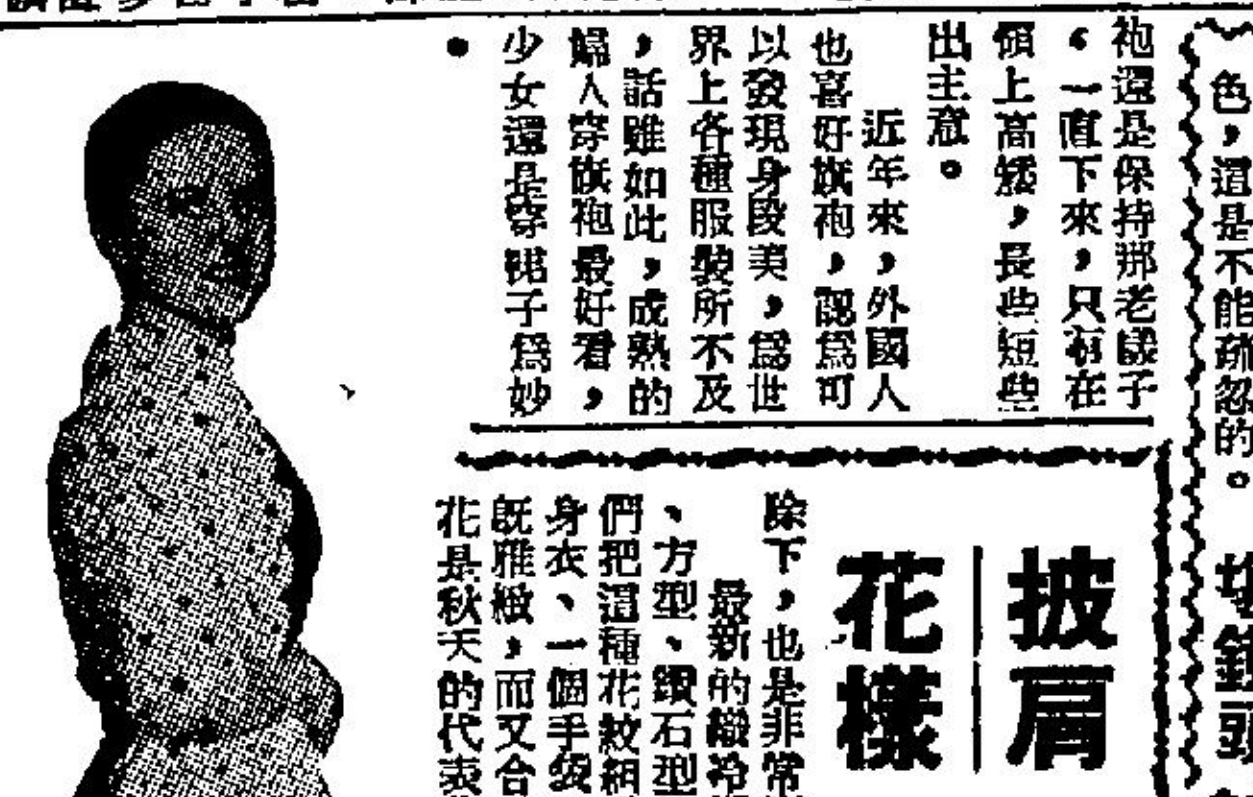 色，這是不能疏忽的。
袍還是保持那老樣子
，一直下來，只有在
領上高矮，長些短些
出主意。
近年來，外國人
也喜好旗袍，認爲可
以發現身段美，爲世
界上各種服裝所不及
，話雖如此，成熟的
婦人穿旗袍最好看，
少女還是穿裙子爲妙
。
披肩
花樣
除下，也是非常
最新的織冷
、方型、鑽石型
們把這種花紋
身衣、一個手袋
既雅緻，而又合
花是秋天的代表